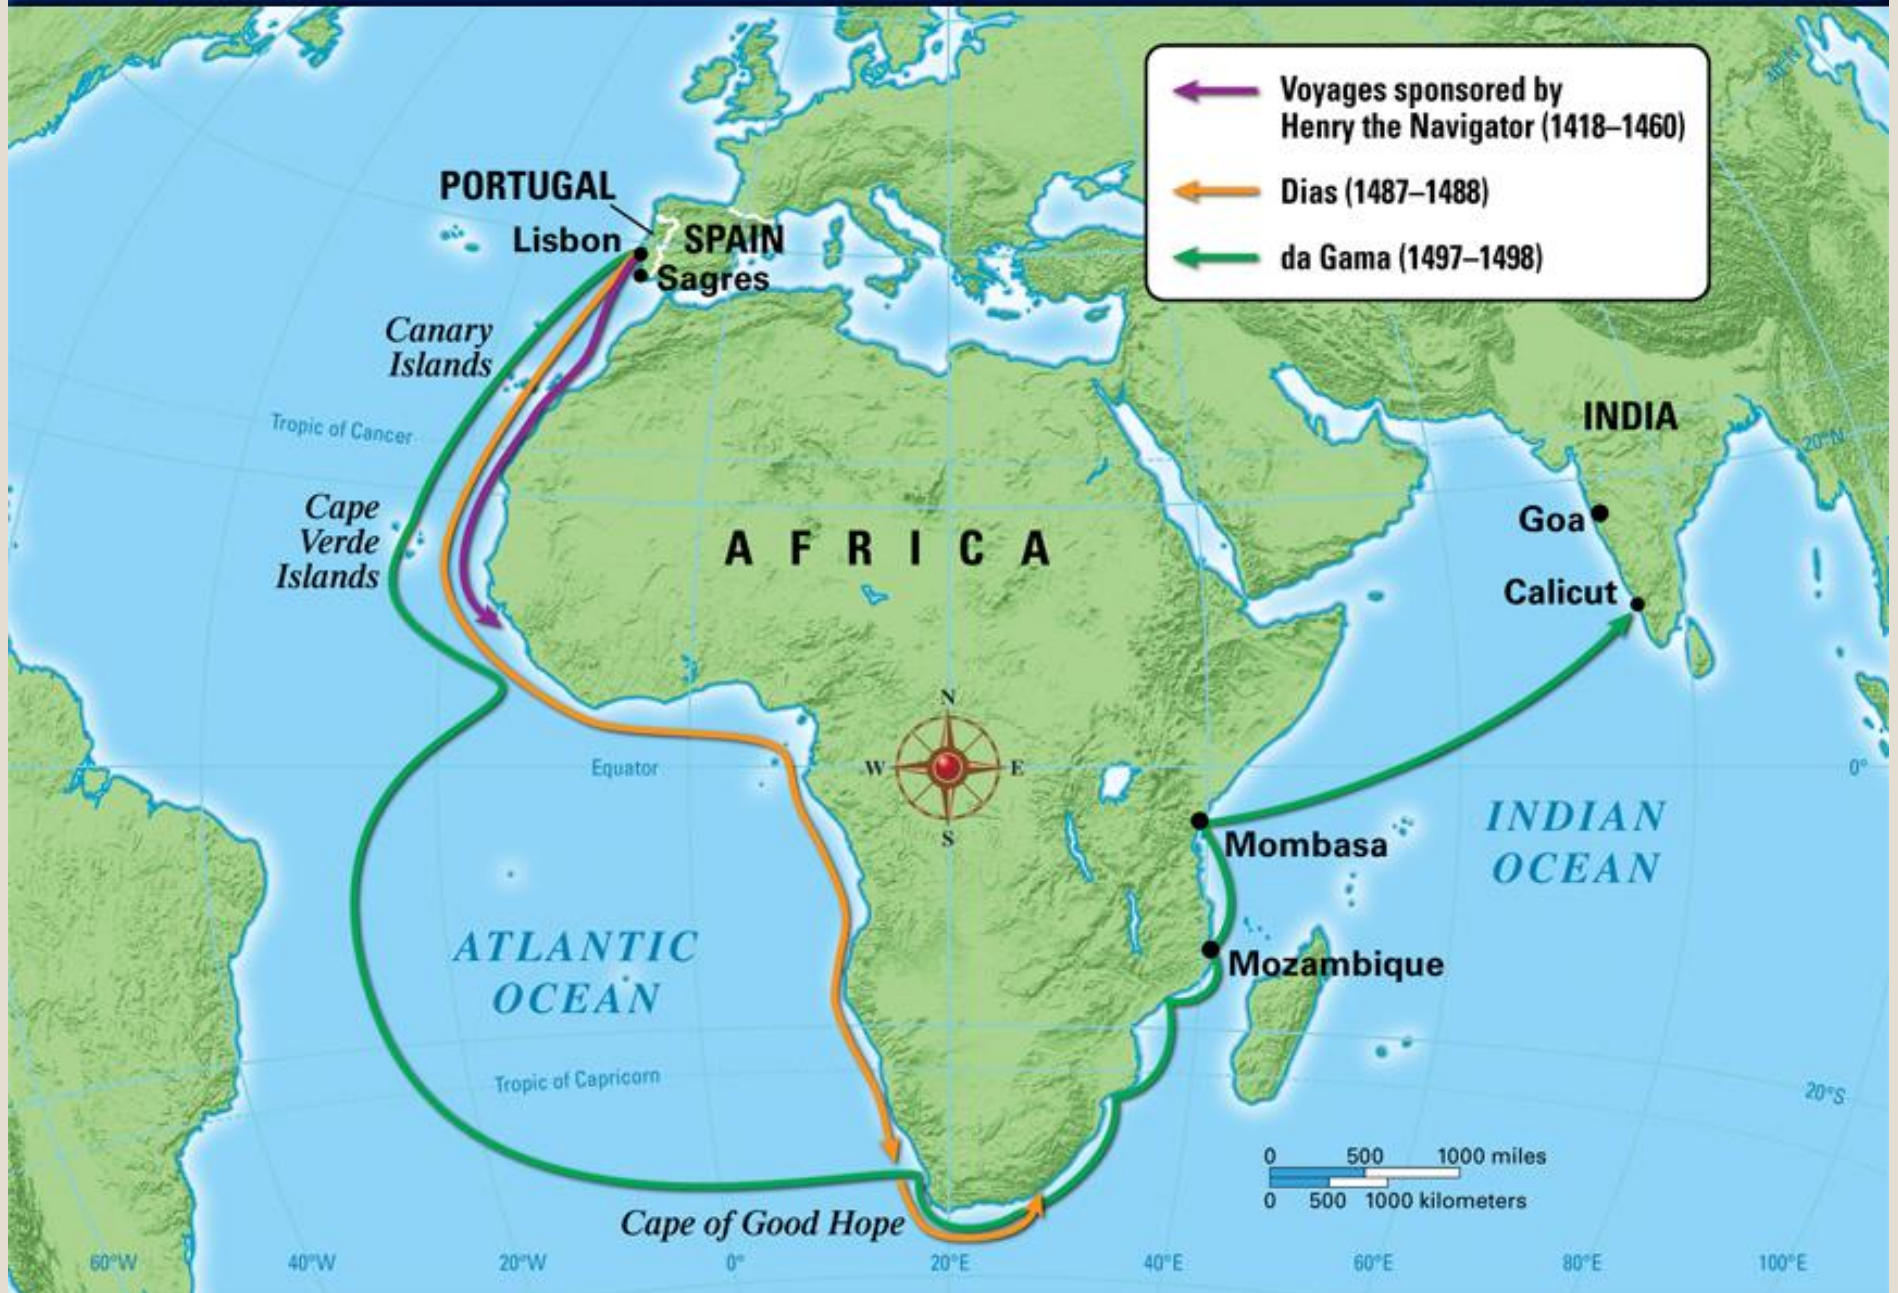 Voyages sponsored by
Henry the Navigator (1418–1460)
Dias (1487–1488)
da Gama (1497–1498)
PORTUGAL
Lisbon
SPAIN
Sagres
Canary
Islands
Tropic of Cancer
Cape
Verde
Islands
AFRICA
INDIA
20°N
Goa
Calicut
N
W
E
S
Equator
0°
INDIAN
OCEAN
Mombasa
Mozambique
ATLANTIC
OCEAN
Tropic of Capricorn
20°S
0 500 1000 miles
0 500 1000 kilometers
Cape of Good Hope
60°W 40°W 20°W 0° 20°E 40°E 60°E 80°E 100°E